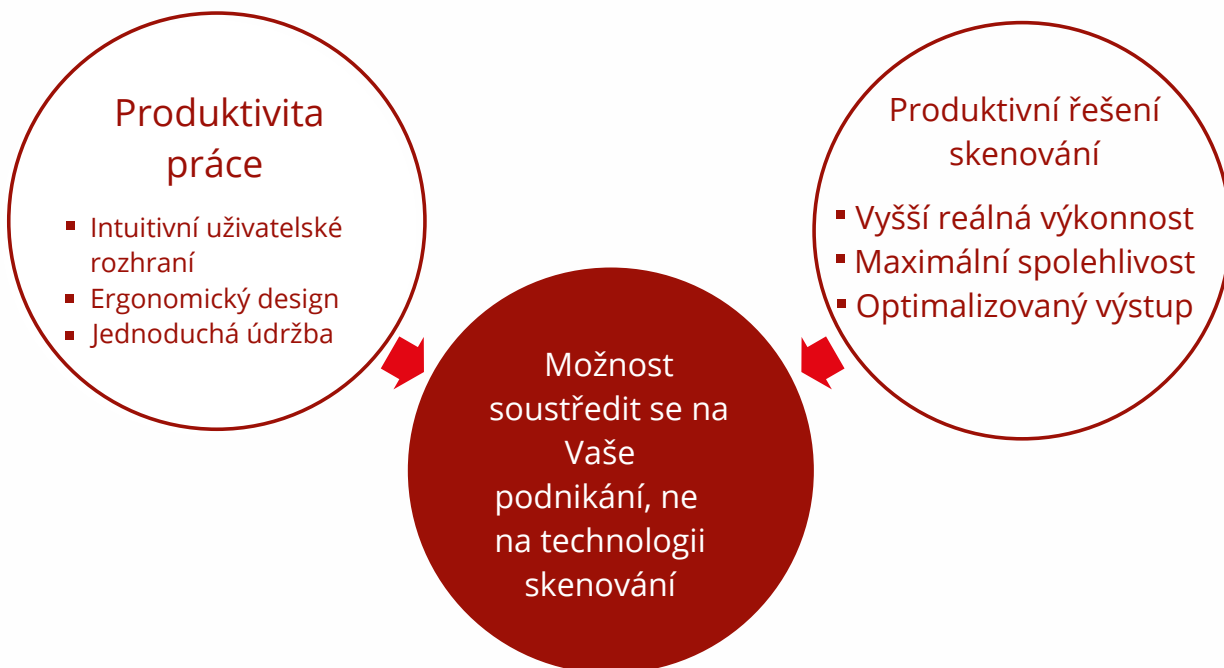 Produktivita
práce
▪ Intuitivní uživatelské
rozhraní
▪ Ergonomický design
▪ Jednoduchá údržba
Produktivní řešení
skenování
▪ Vyšší reálná výkonnost
▪ Maximální spolehlivost
▪ Optimalizovaný výstup
Možnost
soustředit se na
Vaše
podnikání, ne
na technologii
skenování